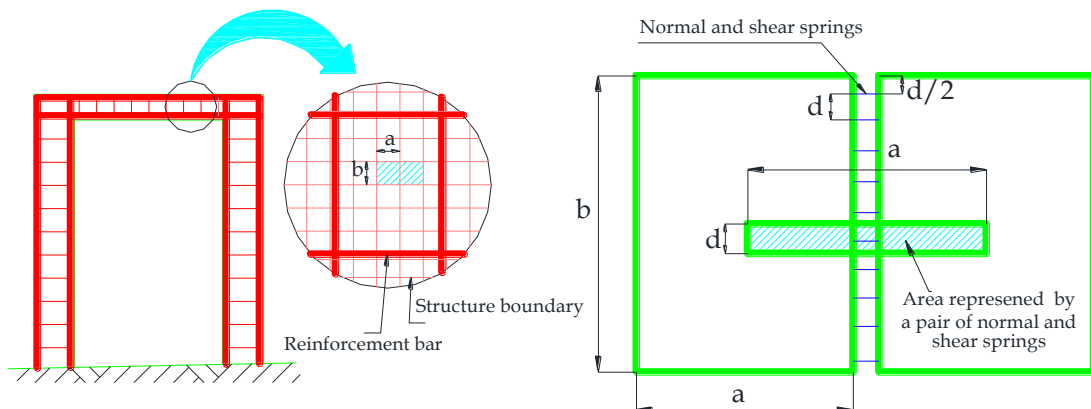 a
b
Structure boundary
Reinforcement bar
Normal and shear springs
d/2
d
a
b
d
Area represened by
a pair of normal and
shear springs
a